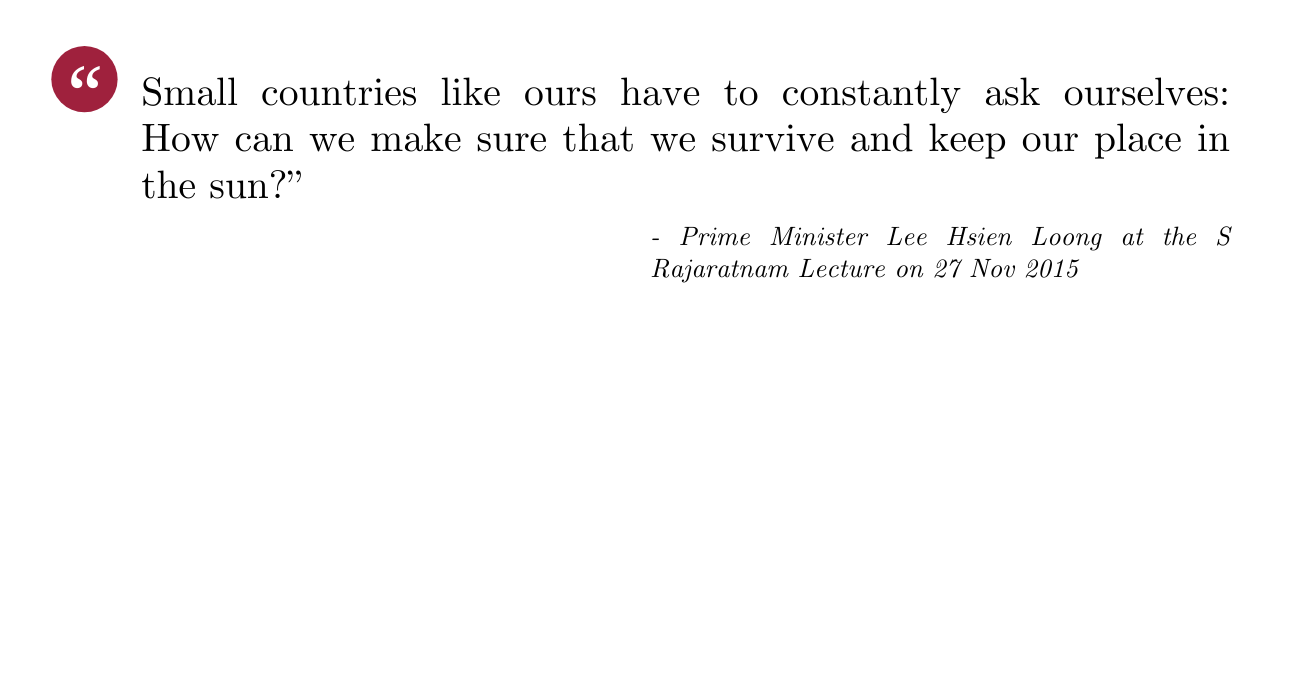 “ Small countries like ours have to constantly ask ourselves:
How can we make sure that we survive and keep our place in
the sun?”
- Prime Minister Lee Hsien Loong at the S
Rajaratnam Lecture on 27 Nov 2015